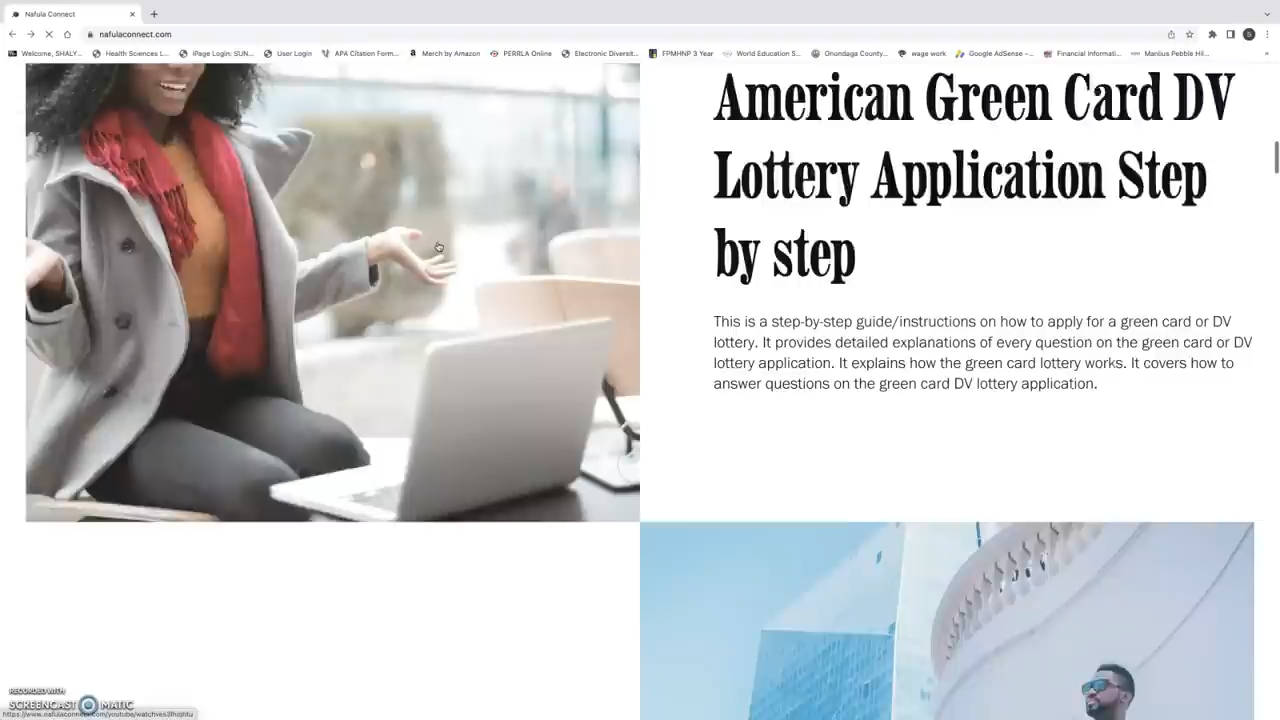 Nafula Connect
nafulaconnect.com
Welcome, SHALY...
Health Sciences L...
iPage Login: SUN...
User Login
APA Citation Form...
Merch by Amazon
PERRLA Online
Electronic Diversit...
FPMHNP 3 Year
World Education S...
Onondaga County...
wage work
Google AdSense –...
Financial Informati...
Manlius Pebble Hil...
American Green Card DV
Lottery Application Step
by step
This is a step-by-step guide/instructions on how to apply for a green card or DV
lottery. It provides detailed explanations of every question on the green card or DV
lottery application. It explains how the green card lottery works. It covers how to
answer questions on the green card DV lottery application.
RECORDED WITH
SCREENCAST MATIC